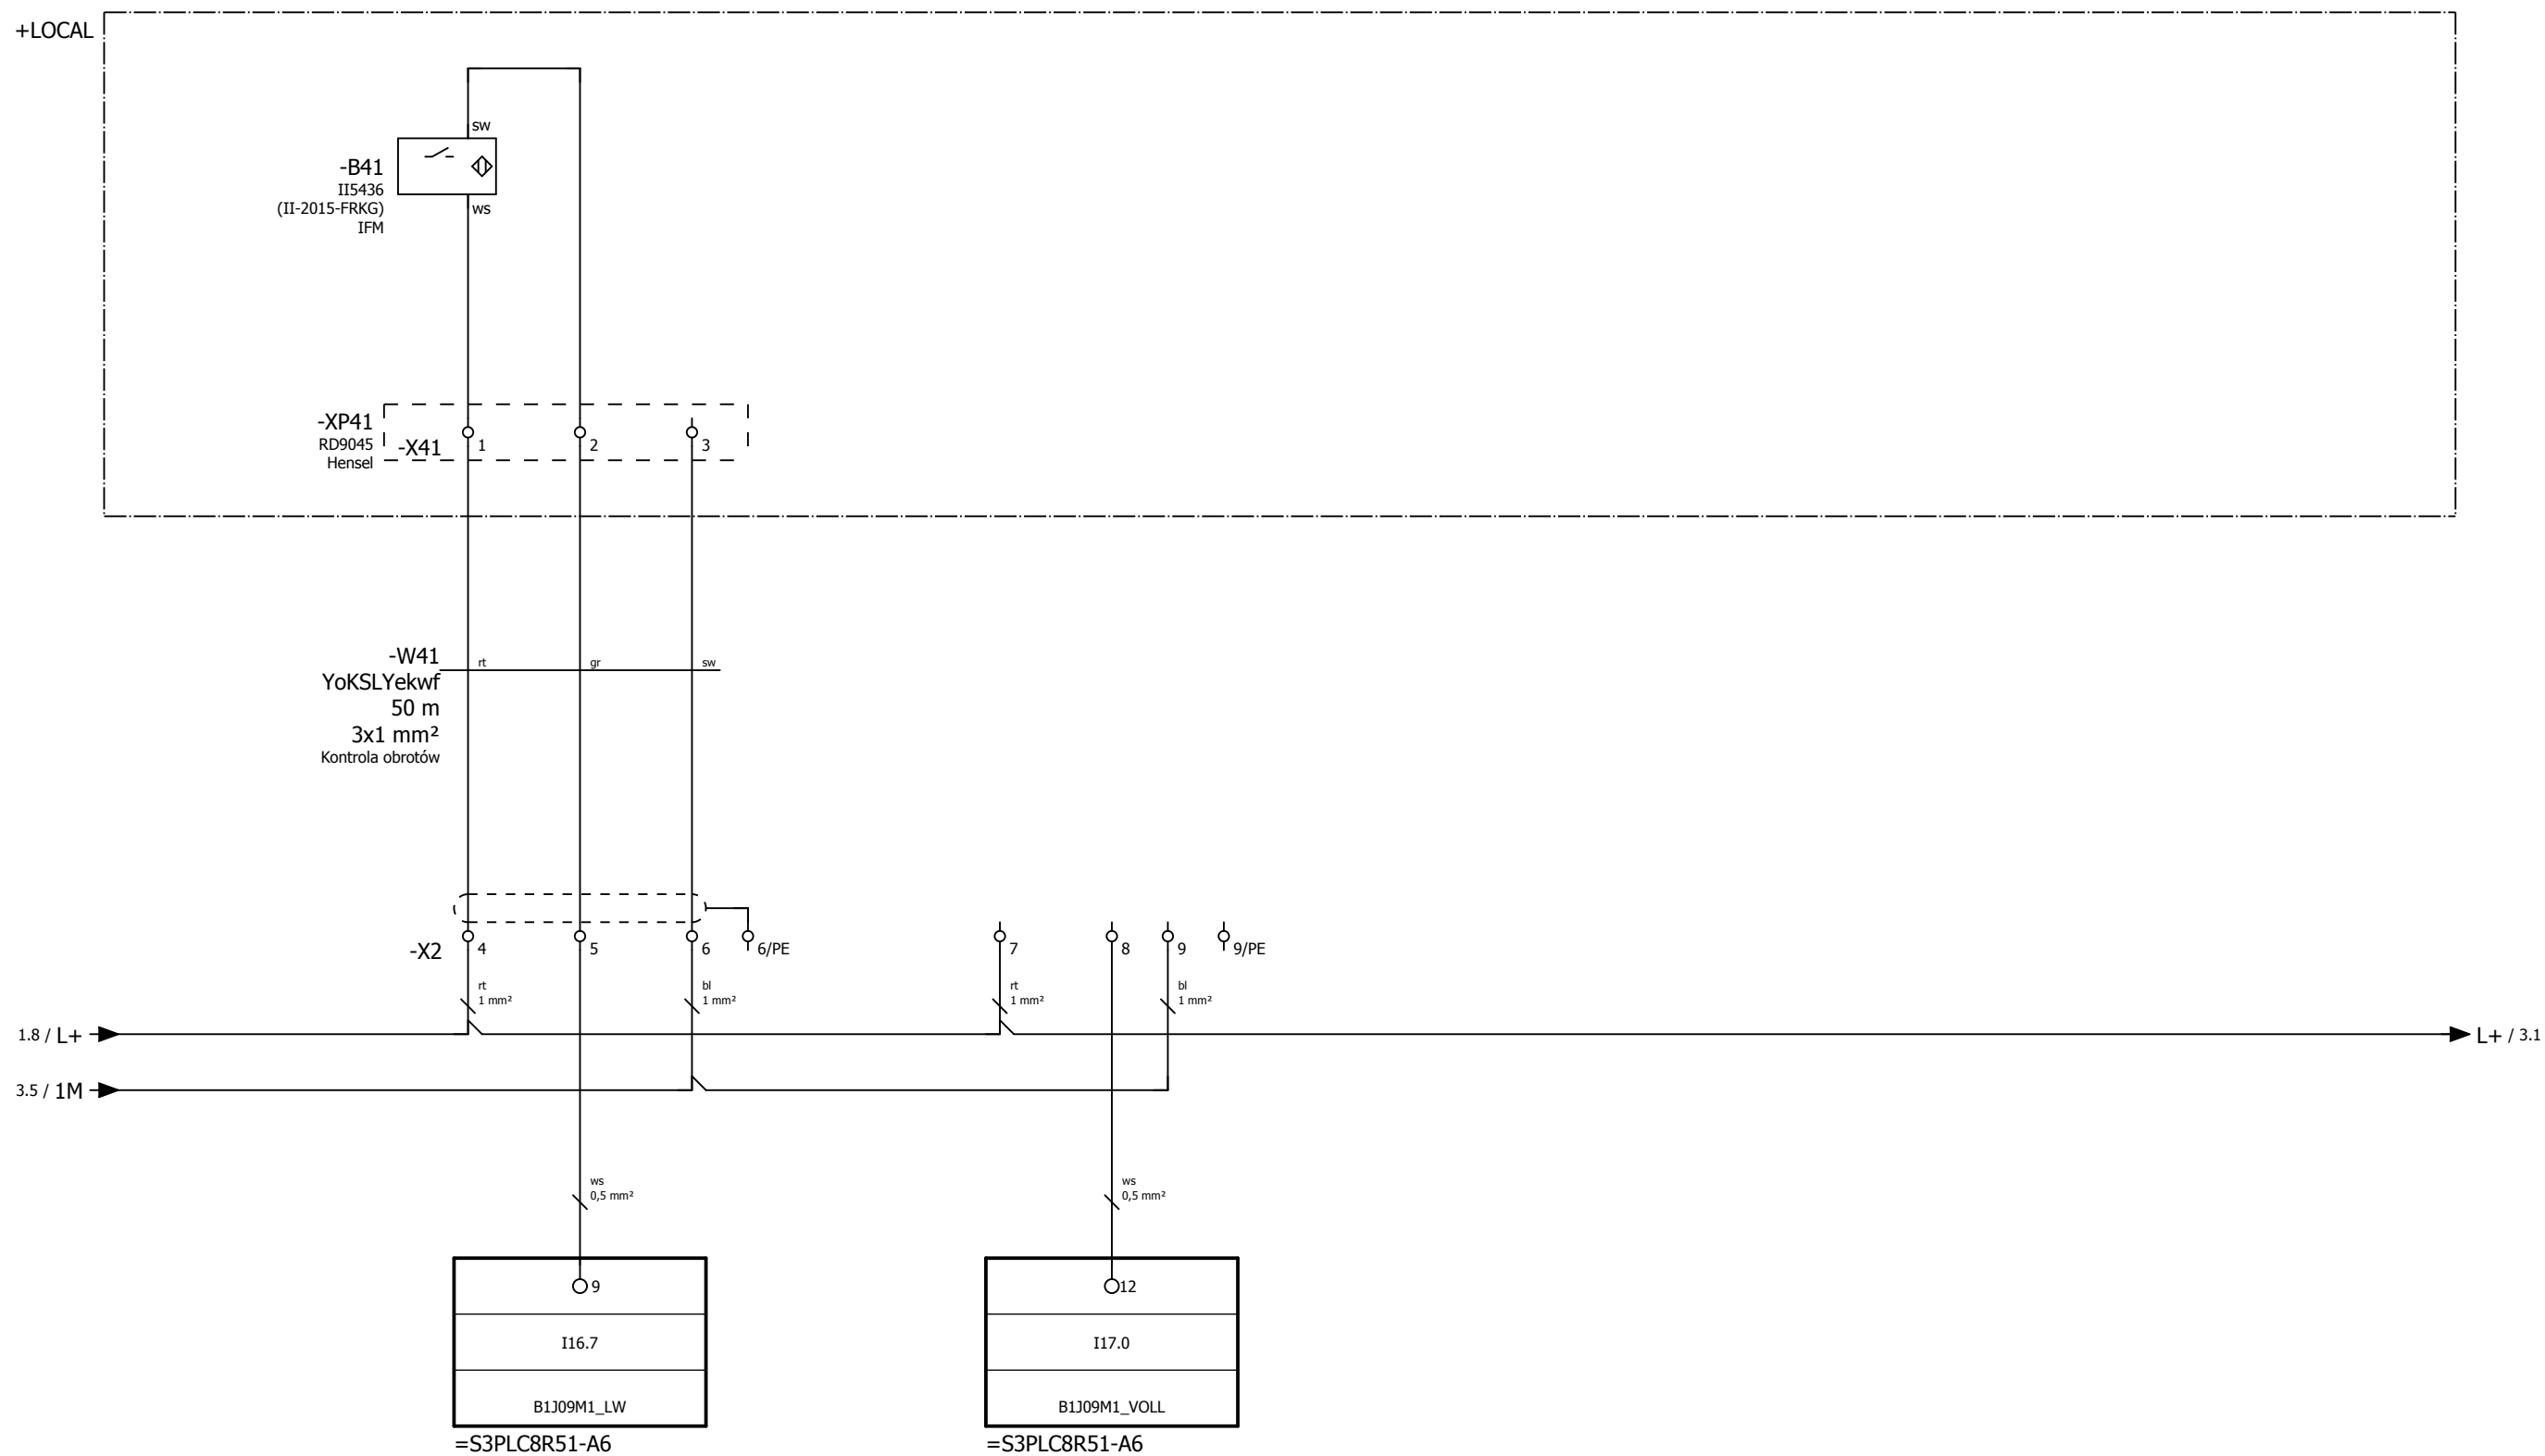 +LOCAL
sw
-B41
II5436
(II-2015-FRKG)
IFM
ws
-XP41
RD9045
Hensel
-X41
1
2
3
-W41
YoKSLYekwf
50 m
3x1 mm²
Kontrola obrotów
rt
gr
sw
-X2
4
5
6
6/PE
7
8
9
9/PE
rt
1 mm²
bl
1 mm²
rt
1 mm²
bl
1 mm²
1.8 / L+
L+ / 3.1
3.5 / 1M
ws
0,5 mm²
ws
0,5 mm²
9
I16.7
B1J09M1_LW
=S3PLC8R51-A6
12
I17.0
B1J09M1_VOLL
=S3PLC8R51-A6